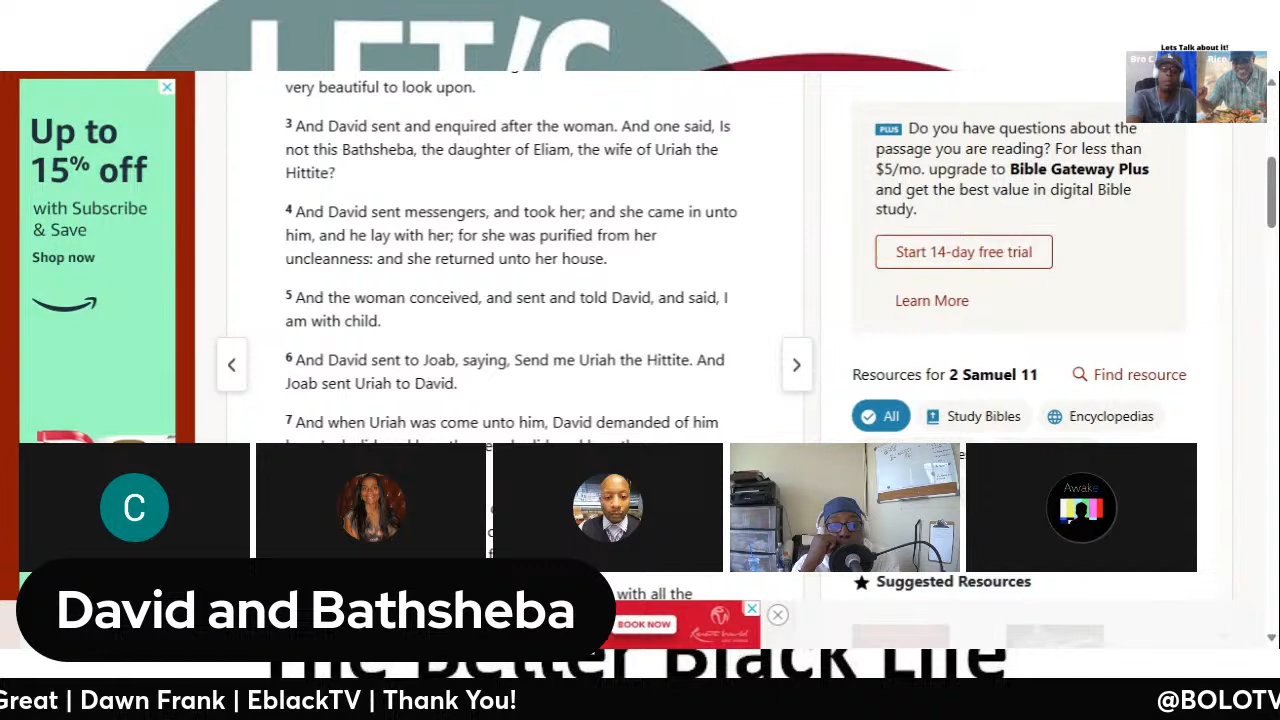 LET'S
Lets Talk about it!
Bro C
Rico
very beautiful to look upon.
3 And David sent and enquired after the woman. And one said, Is
not this Bathsheba, the daughter of Eliam, the wife of Uriah the
Hittite?
4 And David sent messengers, and took her; and she came in unto
him, and he lay with her; for she was purified from her
uncleanness: and she returned unto her house.
5 And the woman conceived, and sent and told David, and said, I
am with child.
6 And David sent to Joab, saying, Send me Uriah the Hittite. And
Joab sent Uriah to David.
7 And when Uriah was come unto him, David demanded of him
with all the
Up to
15% off
with Subscribe
& Save
Shop now
PLUS Do you have questions about the
passage you are reading? For less than
$5/mo. upgrade to Bible Gateway Plus
and get the best value in digital Bible
study.
Start 14-day free trial
Learn More
Resources for 2 Samuel 11
Find resource
All
Study Bibles
Encyclopedias
C
Awake
Suggested Resources
BOOK NOW
David and Bathsheba
The Better Black Life
Great | Dawn Frank | EblackTV | Thank You!
@BOLOTV